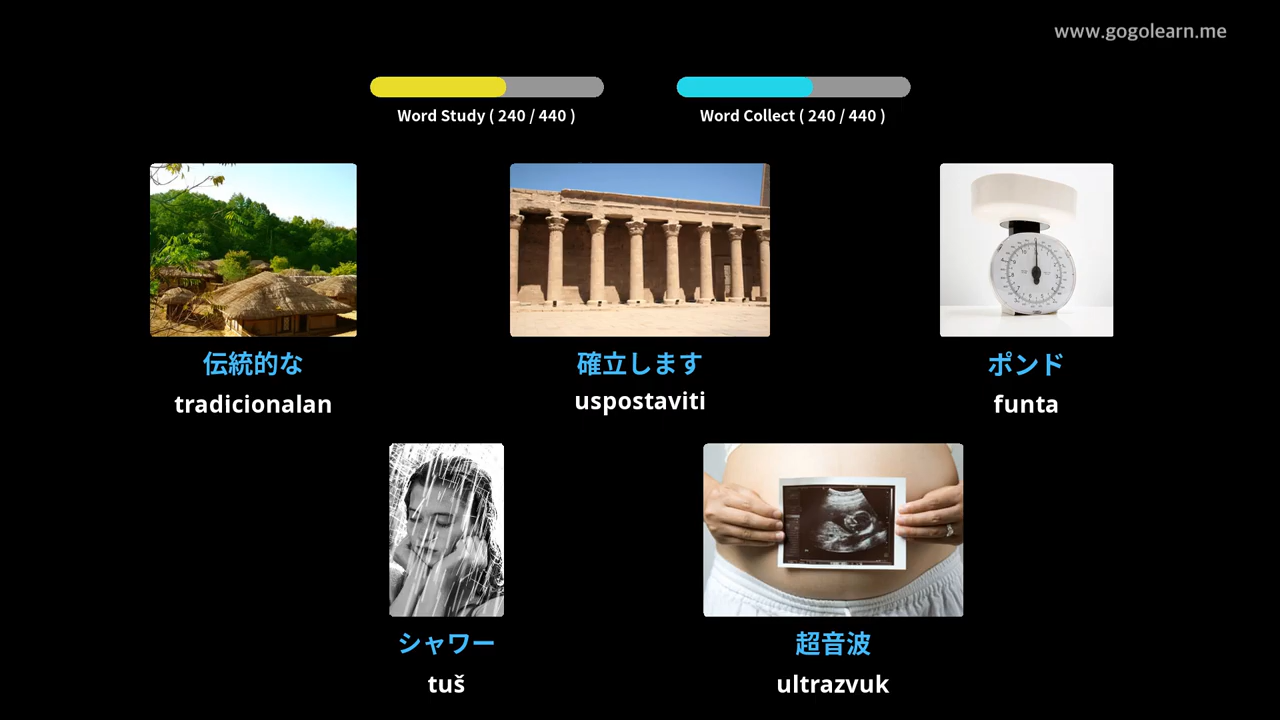 www.gogolearn.me
Word Study ( 240 / 440 )
Word Collect ( 240 / 440 )
伝統的な
tradicionalan
確立します
uspostaviti
ポンド
funta
シャワー
tuš
超音波
ultrazvuk